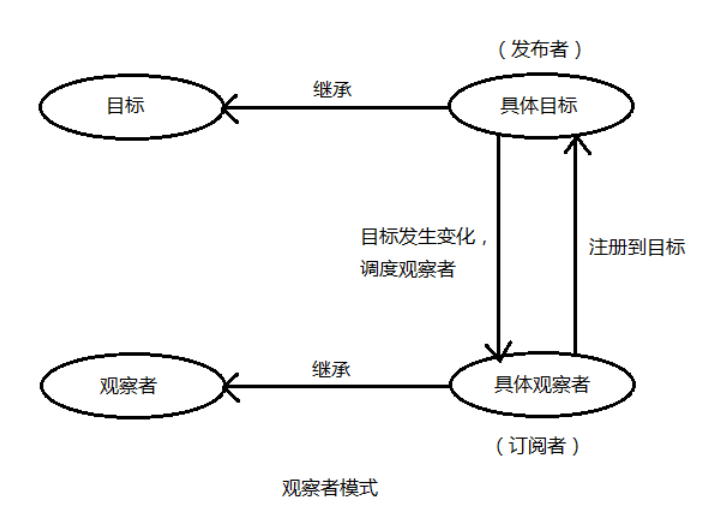 （发布者）
目标
继承
具体目标
目标发生变化，
调度观察者
注册到目标
观察者
继承
具体观察者
（订阅者）
观察者模式